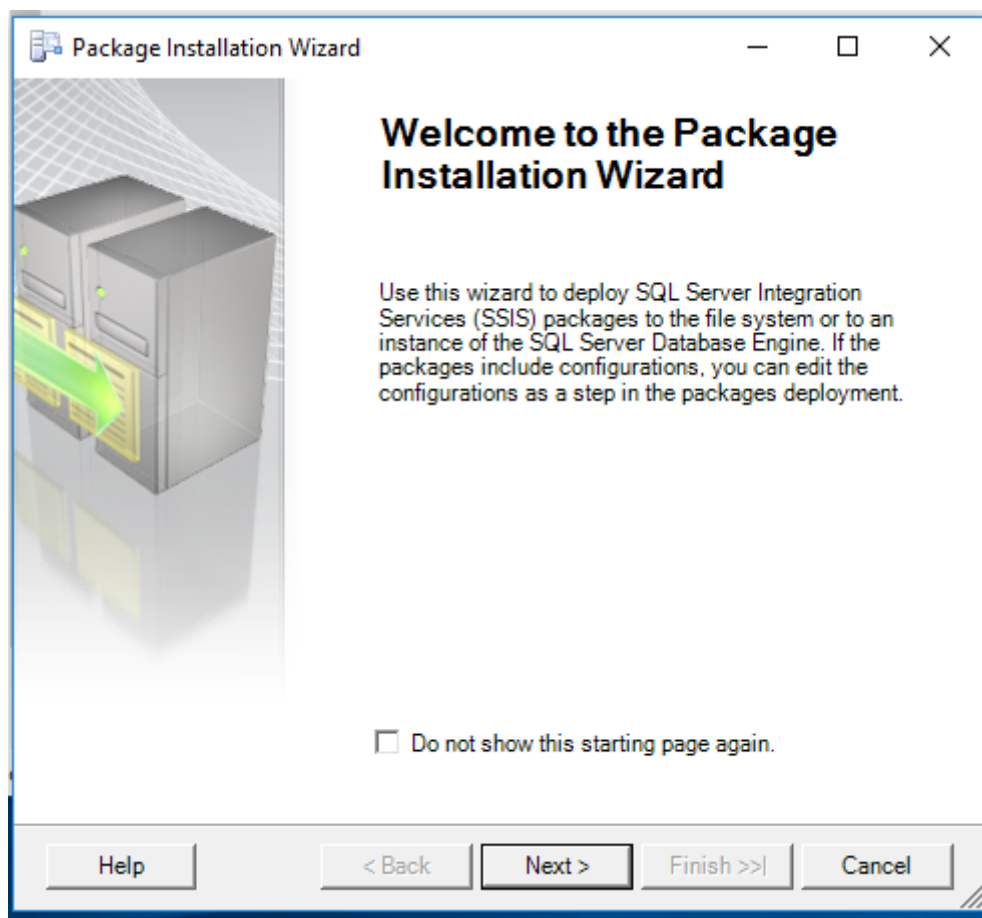 Package Installation Wizard
Welcome to the Package
Installation Wizard
Use this wizard to deploy SQL Server Integration
Services (SSIS) packages to the file system or to an
instance of the SQL Server Database Engine. If the
packages include configurations, you can edit the
configurations as a step in the packages deployment.
Do not show this starting page again.
Help
< Back
Next >
Finish >>|
Cancel